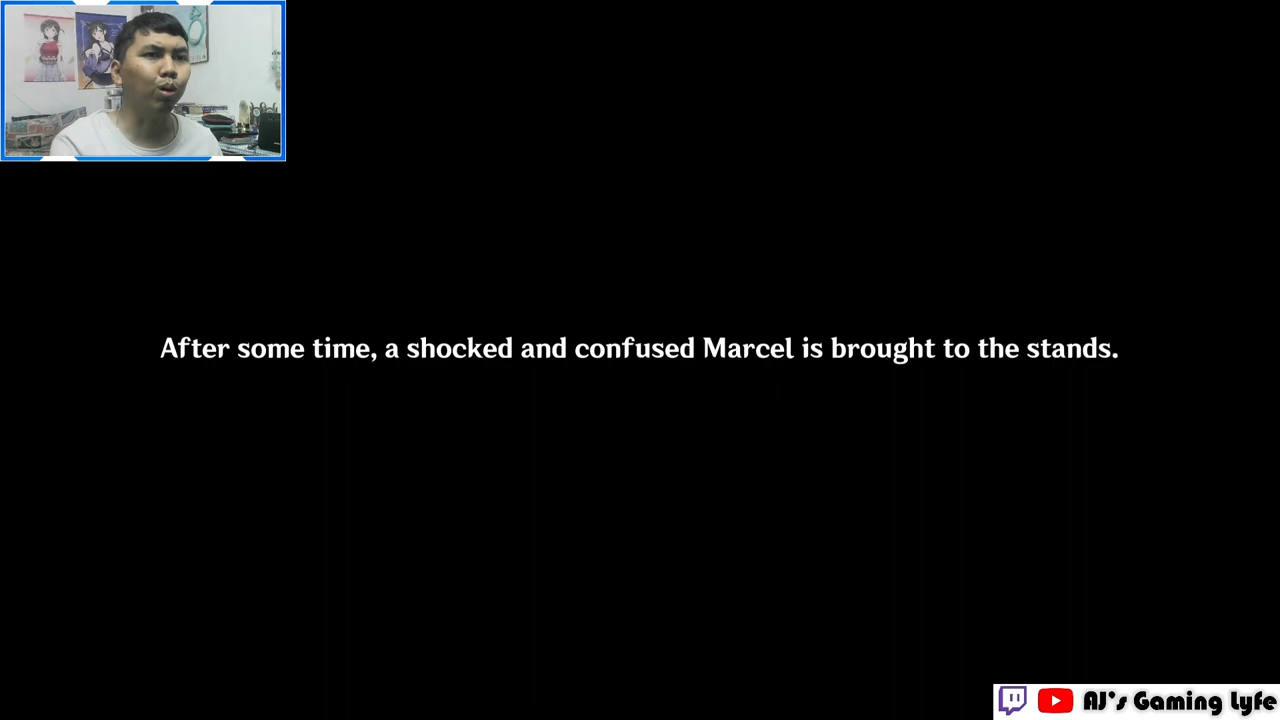 After some time, a shocked and confused Marcel is brought to the stands.
AJ's Gaming Lyfe